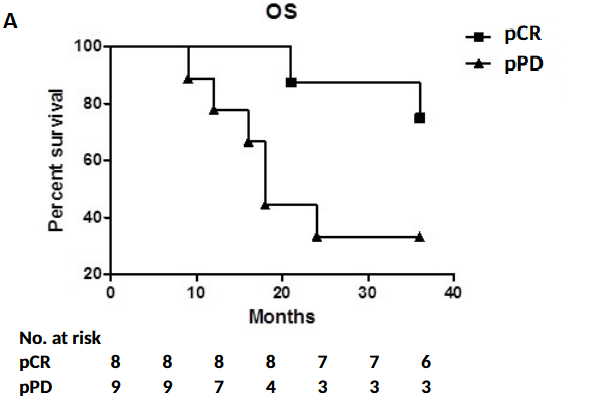 A
OS
pCR
pPD
Percent survival
100
80
60
40
20
0 10 20 30 40
Months
No. at risk
pCR 8 8 8 8 7 7 6
pPD 9 9 7 4 3 3 3